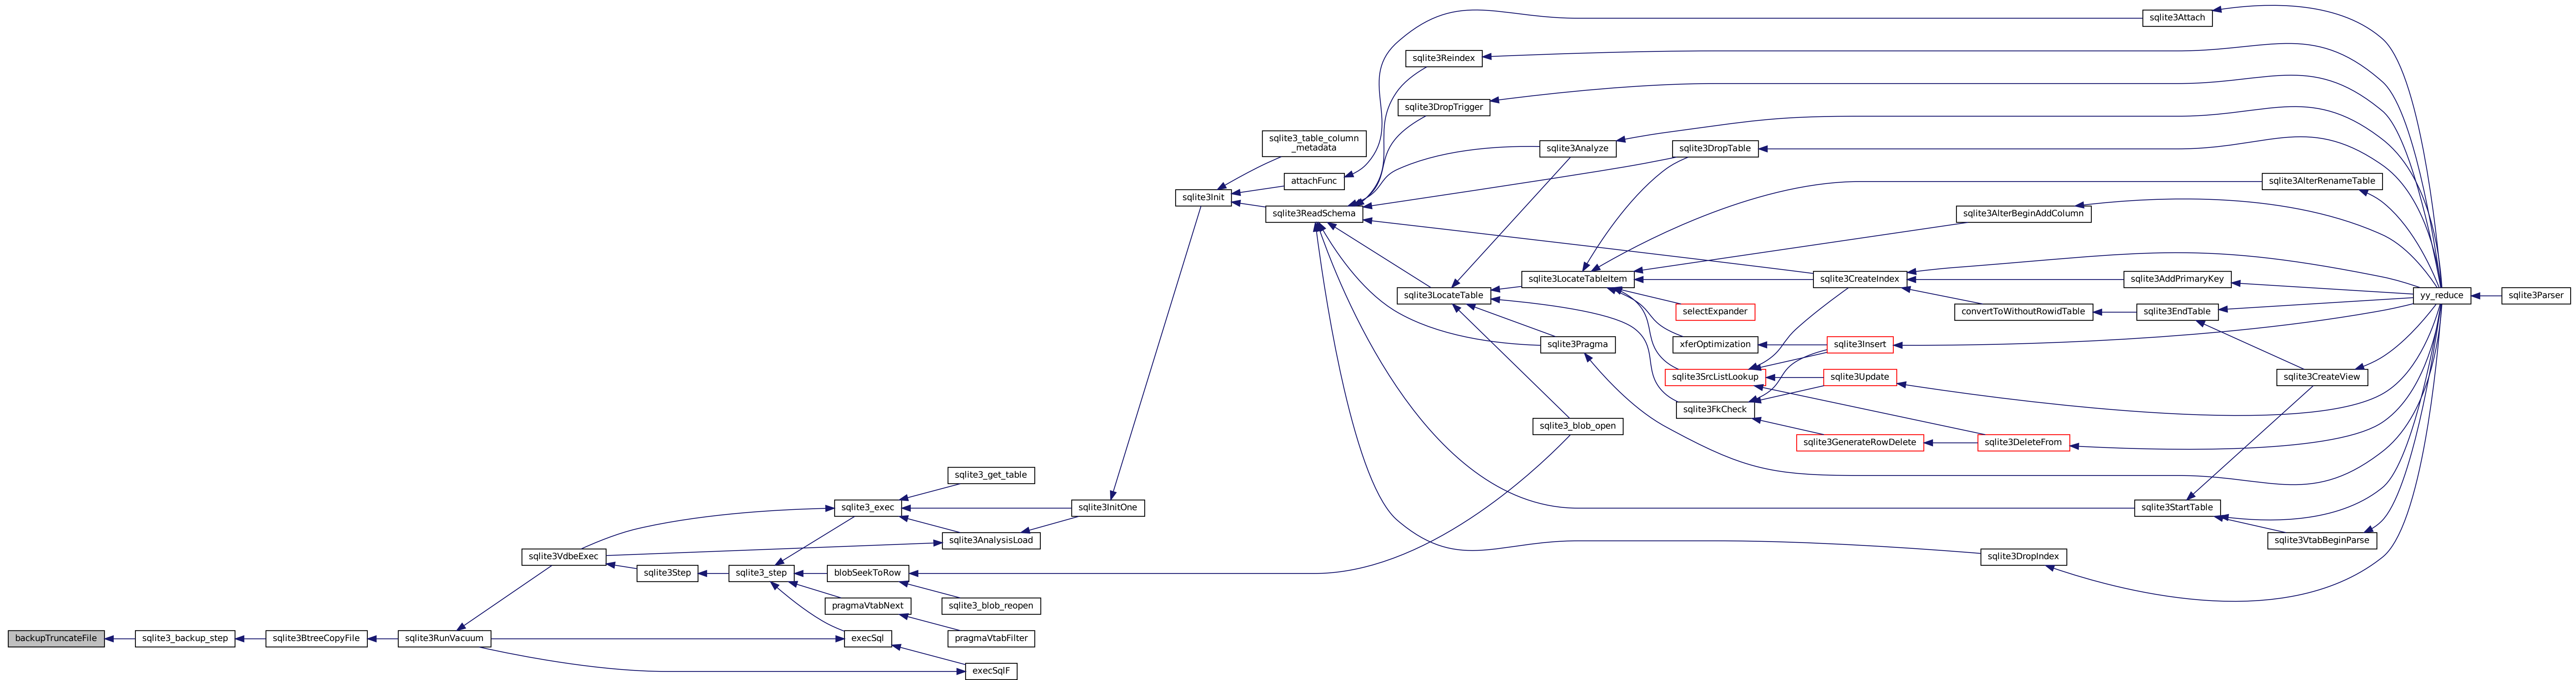 sqlite3Attach
sqlite3Reindex
sqlite3DropTrigger
sqlite3_table_column
_metadata
sqlite3Analyze
sqlite3DropTable
attachFunc
sqlite3AlterRenameTable
sqlite3Init
sqlite3ReadSchema
sqlite3AlterBeginAddColumn
sqlite3LocateTableItem
sqlite3CreateIndex
sqlite3AddPrimaryKey
sqlite3LocateTable
yy_reduce
sqlite3Parser
selectExpander
convertToWithoutRowidTable
sqlite3EndTable
sqlite3Pragma
xferOptimization
sqlite3Insert
sqlite3SrcListLookup
sqlite3Update
sqlite3CreateView
sqlite3FkCheck
sqlite3_blob_open
sqlite3GenerateRowDelete
sqlite3DeleteFrom
sqlite3_get_table
sqlite3_exec
sqlite3InitOne
sqlite3StartTable
sqlite3AnalysisLoad
sqlite3VtabBeginParse
sqlite3VdbeExec
sqlite3DropIndex
sqlite3Step
sqlite3_step
blobSeekToRow
pragmaVtabNext
sqlite3_blob_reopen
backupTruncateFile
sqlite3_backup_step
sqlite3BtreeCopyFile
sqlite3RunVacuum
execSql
pragmaVtabFilter
execSqlF